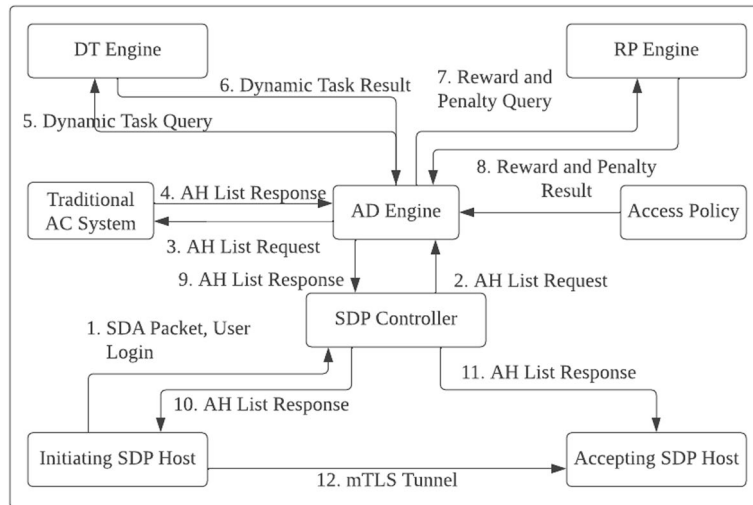 DT Engine
RP Engine
6. Dynamic Task Result
7. Reward and
Penalty Query
5. Dynamic Task Query
8. Reward and Penalty
Result
Traditional
AC System
4. AH List Response
AD Engine
Access Policy
3. AH List Request
9. AH List Response
2. AH List Request
SDP Controller
1. SDA Packet, User
Login
10. AH List Response
11. AH List Response
Initiating SDP Host
Accepting SDP Host
12. mTLS Tunnel